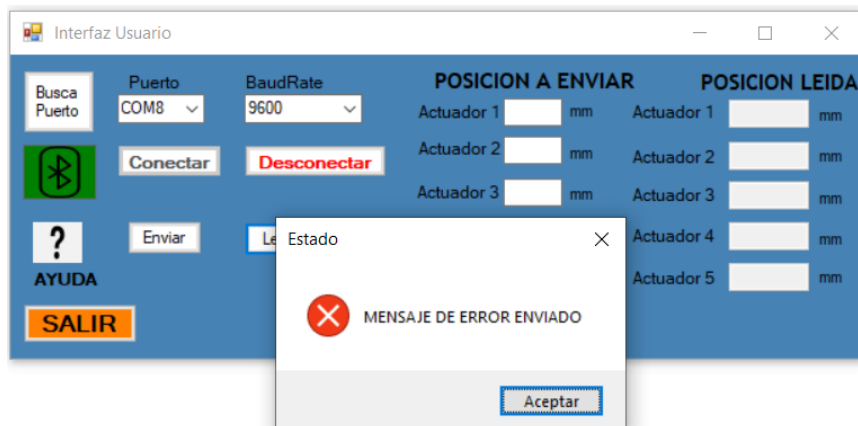 Interfaz Usuario
Busca
Puerto
Puerto
COM8
BaudRate
9600
POSICION A ENVIAR
POSICION LEIDA
Actuador 1
mm
Actuador 1
mm
Conectar
Desconectar
Actuador 2
mm
Actuador 2
mm
Actuador 3
mm
Actuador 3
mm
?
AYUDA
Enviar
Actuador 4
mm
Actuador 5
mm
SALIR
Estado
MENSAJE DE ERROR ENVIADO
Aceptar